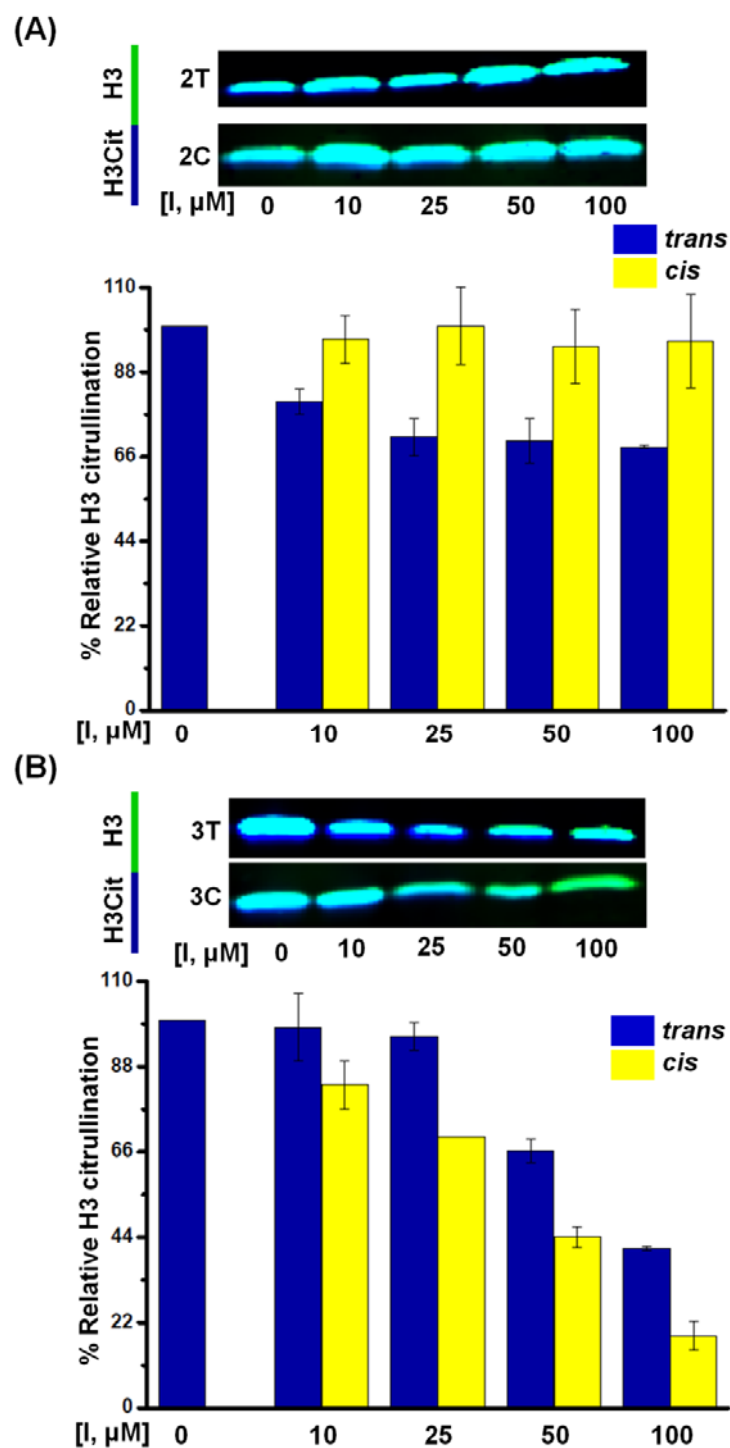 (A)
H3
H3Cit
2T
2C
[I, µM] 0 10 25 50 100
trans
cis
% Relative H3 citrullination
110
88
66
44
22
0
[I, µM] 0 10 25 50 100
(B)
H3
H3Cit
3T
3C
[I, µM] 0 10 25 50 100
trans
cis
% Relative H3 citrullination
110
88
66
44
22
0
[I, µM] 0 10 25 50 100